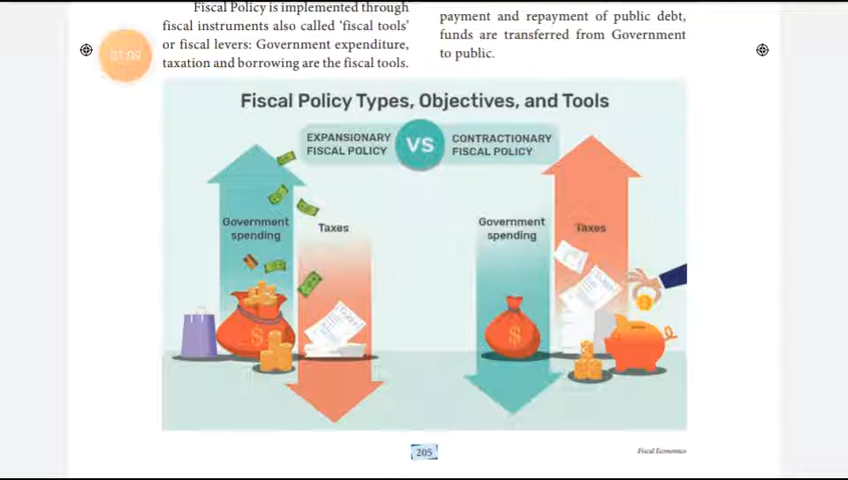 Fiscal Policy is implemented through
fiscal instruments also called ‘fiscal tools’
or fiscal levers: Government expenditure,
taxation and borrowing are the fiscal tools.
payment and repayment of public debt,
funds are transferred from Government
to public.
01:09
Fiscal Policy Types, Objectives, and Tools
EXPANSIONARY
FISCAL POLICY
VS
CONTRACTIONARY
FISCAL POLICY
Government
spending
Taxes
Government
spending
Taxes
$
$
205
Fiscal Economics